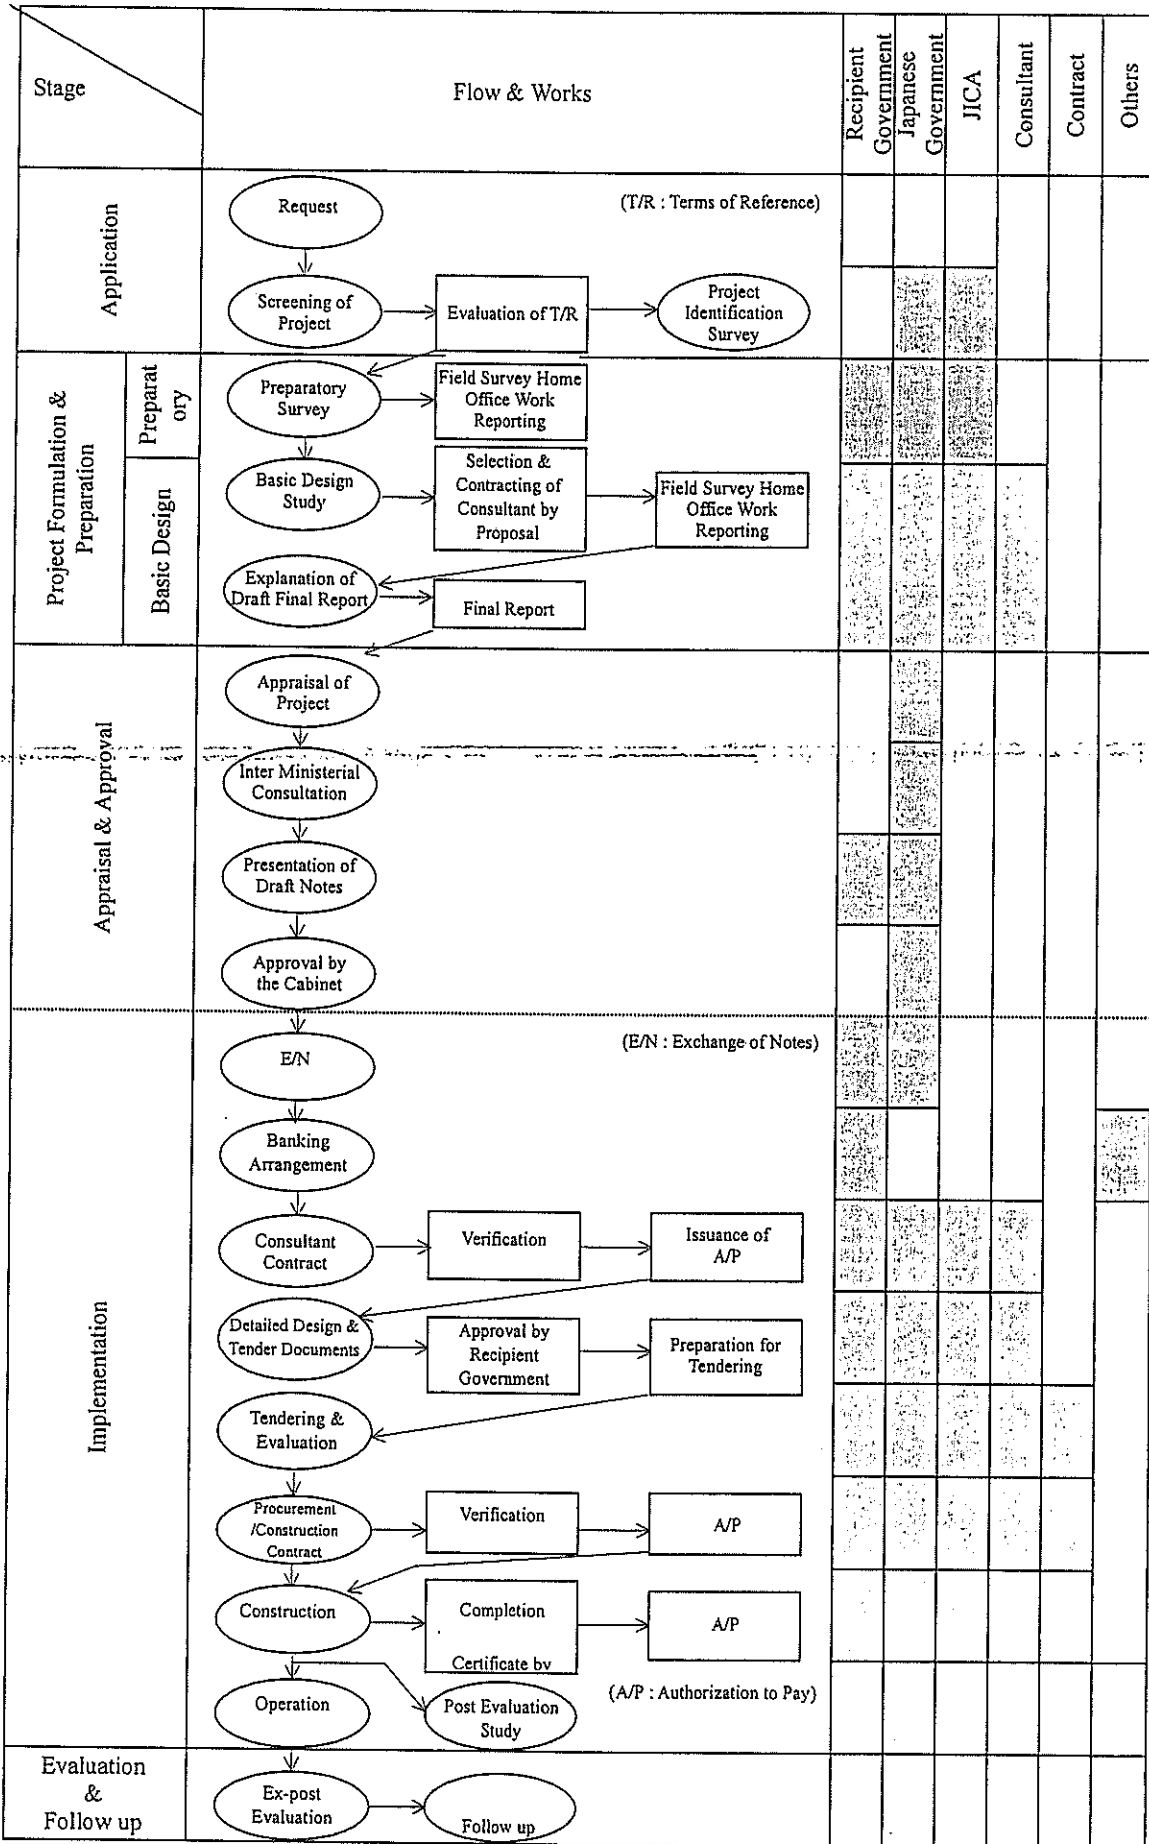 Stage
Flow & Works
Recipient
Government
Japanese
Government
JICA
Consultant
Contract
Others
Application
Request
(T/R : Terms of Reference)
Screening of
Project
Evaluation of T/R
Project
Identification
Survey
Project Formulation &
Preparation
Preparat
ory
Preparatory
Survey
Field Survey Home
Office Work
Reporting
Basic Design
Basic Design
Study
Selection &
Contracting of
Consultant by
Proposal
Field Survey Home
Office Work
Reporting
Explanation of
Draft Final Report
Final Report
Appraisal & Approval
Appraisal of
Project
Inter Ministerial
Consultation
Presentation of
Draft Notes
Approval by
the Cabinet
Implementation
E/N
(E/N : Exchange of Notes)
Banking
Arrangement
Consultant
Contract
Verification
Issuance of
A/P
Detailed Design &
Tender Documents
Approval by
Recipient
Government
Preparation for
Tendering
Tendering &
Evaluation
Procurement
/Construction
Contract
Verification
A/P
Construction
Completion
Certificate by
A/P
Operation
Post Evaluation
Study
(A/P : Authorization to Pay)
Evaluation
&
Follow up
Ex-post
Evaluation
Follow up